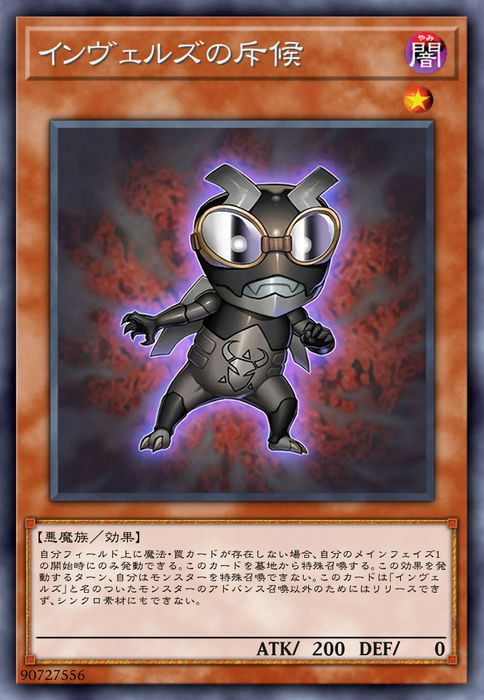 インヴェルズの斥候
やみ
闇
【悪魔族／効果】
自分フィールド上に魔法・罠カードが存在しない場合、自分のメインフェイズ1
の開始時にのみ発動できる。このカードを墓地から特殊召喚する。この効果を発
動するターン、自分はモンスターを特殊召喚できない。このカードは「インヴェ
ルズ」と名のついたモンスターのアドバンス召喚以外のためにはリリースでき
ず、シンクロ素材にもできない。
ATK/ 200 DEF/ 0
90727556